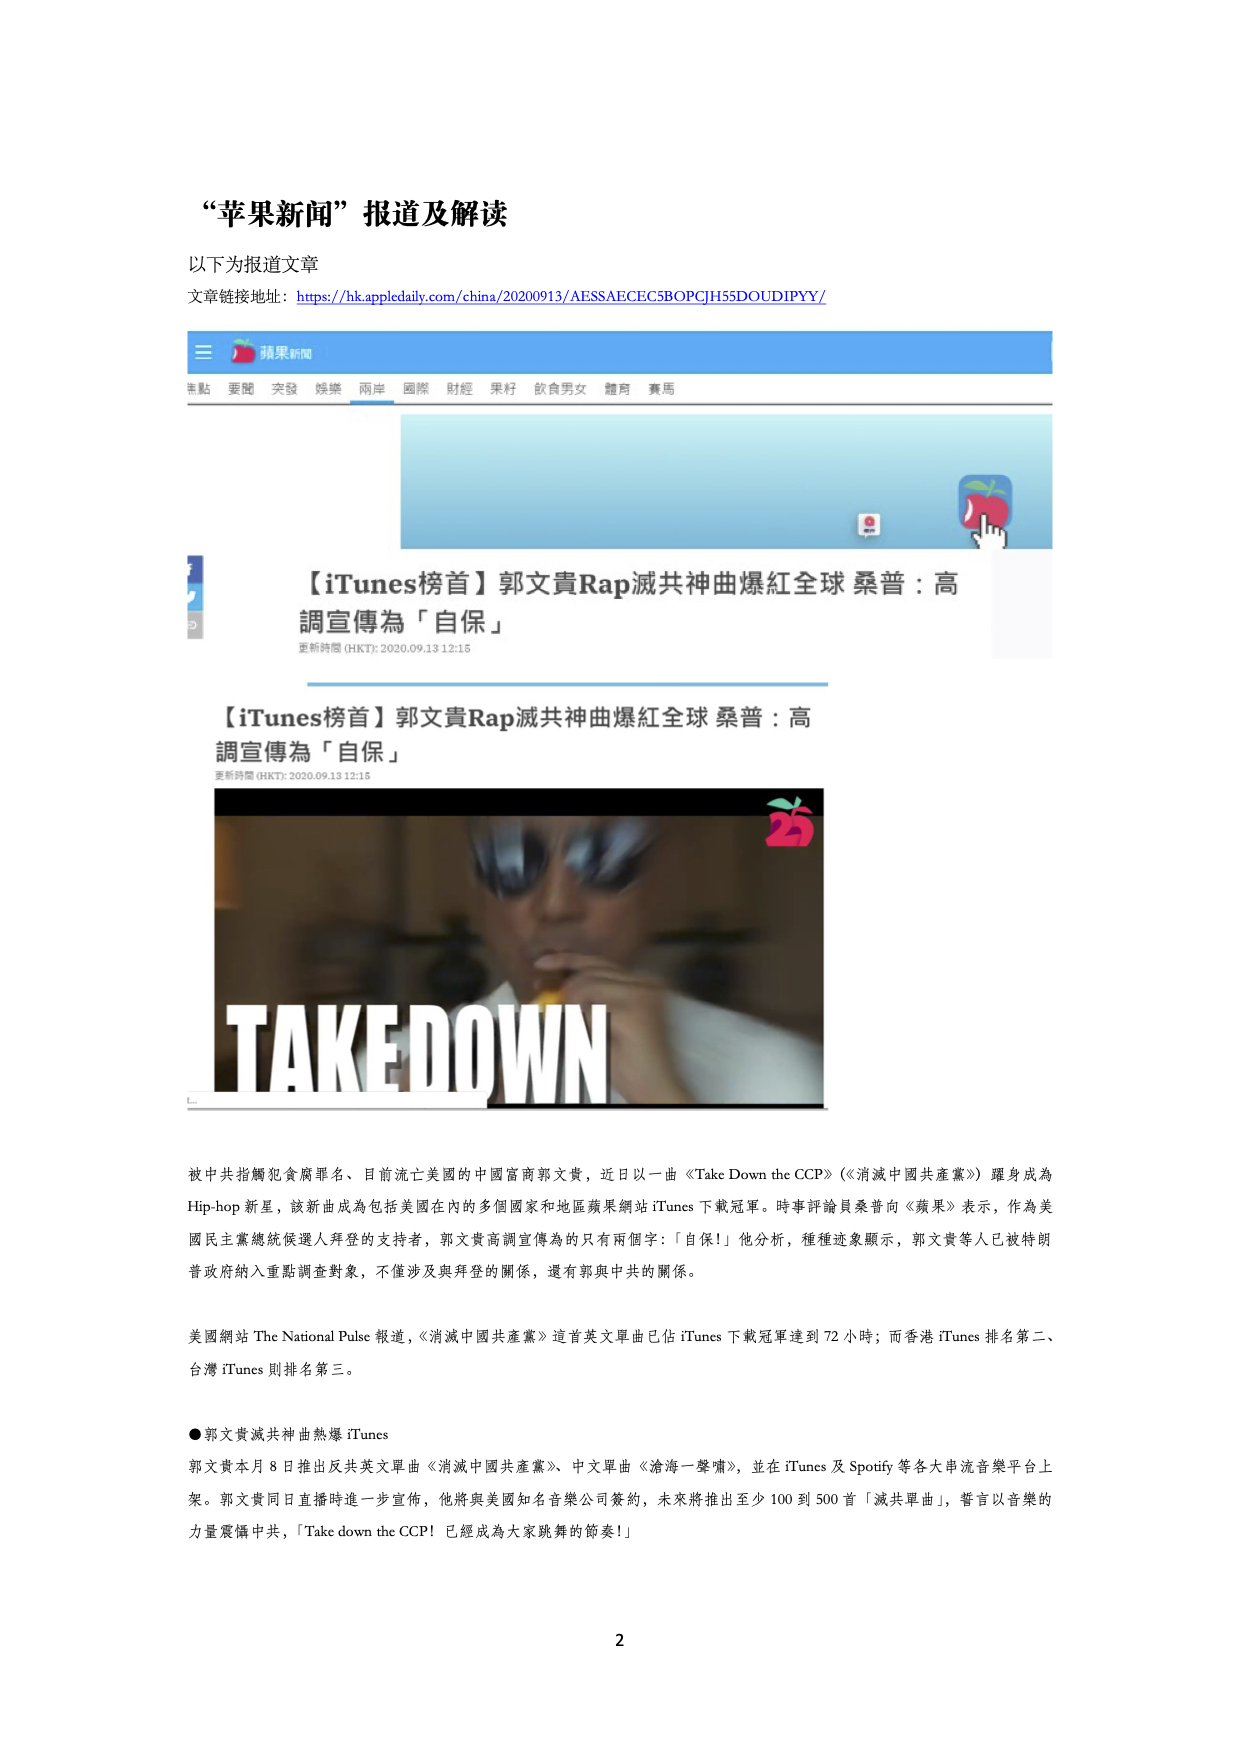 “苹果新闻”报道及解读
以下为报道文章
文章链接地址：https://hk.appledaily.com/china/20200913/AESSAECEC5BOPCJH55DOUDIPYY/
蘋果新聞
焦點 要聞 突發 娛樂 兩岸 國際 財經 果籽 飲食男女 體育 賽馬
【iTunes榜首】郭文貴Rap滅共神曲爆紅全球 桑普：高
調宣傳為「自保」
更新時間 (HKT): 2020.09.13 12:15
【iTunes榜首】郭文貴Rap滅共神曲爆紅全球 桑普：高
調宣傳為「自保」
更新時間 (HKT): 2020.09.13 12:15
25
TAKE DOWN
被中共指觸犯貪腐罪名、目前流亡美國的中國富商郭文貴，近日以一曲《Take Down the CCP》(《消滅中國共產黨》) 躍身成為
Hip-hop 新星，該新曲成為包括美國在內的多個國家和地區蘋果網站 iTunes 下載冠軍。時事評論員桑普向《蘋果》表示，作為美
國民主黨總統候選人拜登的支持者，郭文貴高調宣傳為的只有兩個字：「自保！」他分析，種種迹象顯示，郭文貴等人已被特朗
普政府納入重點調查對象，不僅涉及與拜登的關係，還有郭與中共的關係。
美國網站 The National Pulse 報道，《消滅中國共產黨》這首英文單曲已佔 iTunes 下載冠軍達到 72 小時；而香港 iTunes 排名第二、
台灣 iTunes 則排名第三。
●郭文貴滅共神曲熱爆 iTunes
郭文貴本月 8 日推出反共英文單曲《消滅中國共產黨》、中文單曲《滄海一聲嘯》，並在 iTunes 及 Spotify 等各大串流音樂平台上
架。郭文貴同日直播時進一步宣佈，他將與美國知名音樂公司簽約，未來將推出至少 100 到 500 首「滅共單曲」，誓言以音樂的
力量震懾中共，「Take down the CCP！已經成為大家跳舞的節奏！」
2